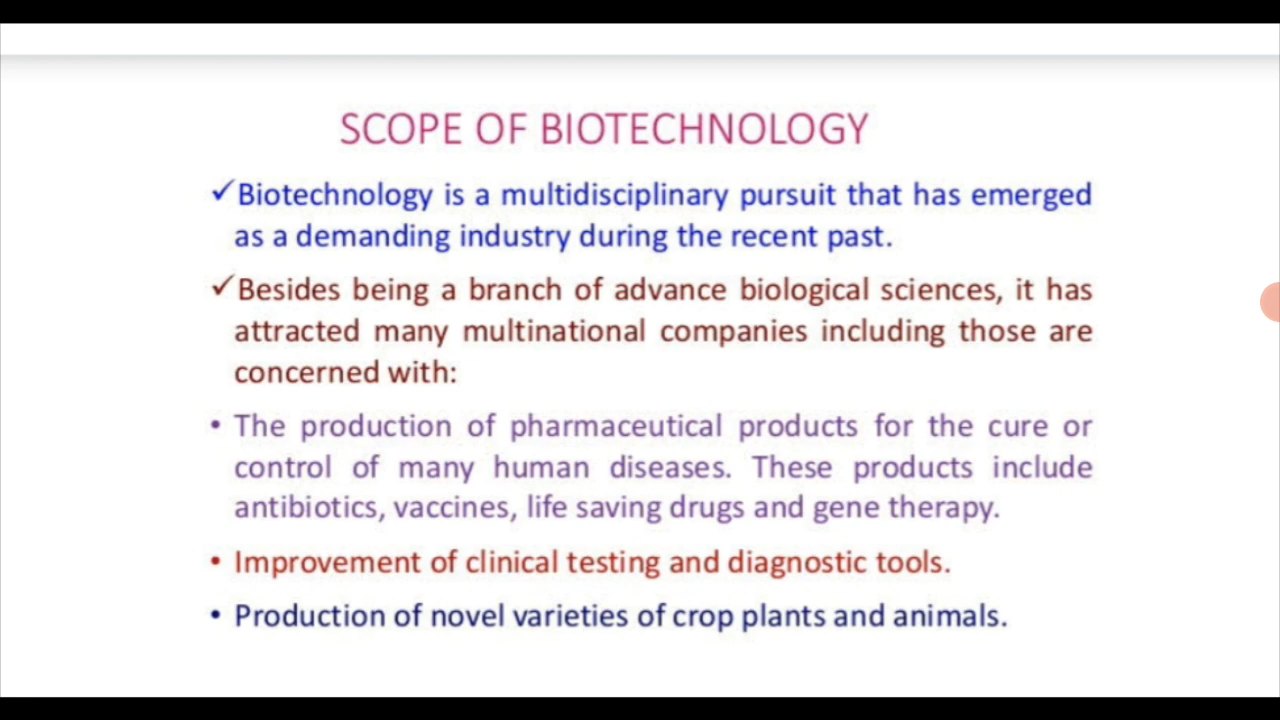 SCOPE OF BIOTECHNOLOGY
✓Biotechnology is a multidisciplinary pursuit that has emerged
as a demanding industry during the recent past.
✓Besides being a branch of advance biological sciences, it has
attracted many multinational companies including those are
concerned with:
• The production of pharmaceutical products for the cure or
control of many human diseases. These products include
antibiotics, vaccines, life saving drugs and gene therapy.
• Improvement of clinical testing and diagnostic tools.
• Production of novel varieties of crop plants and animals.